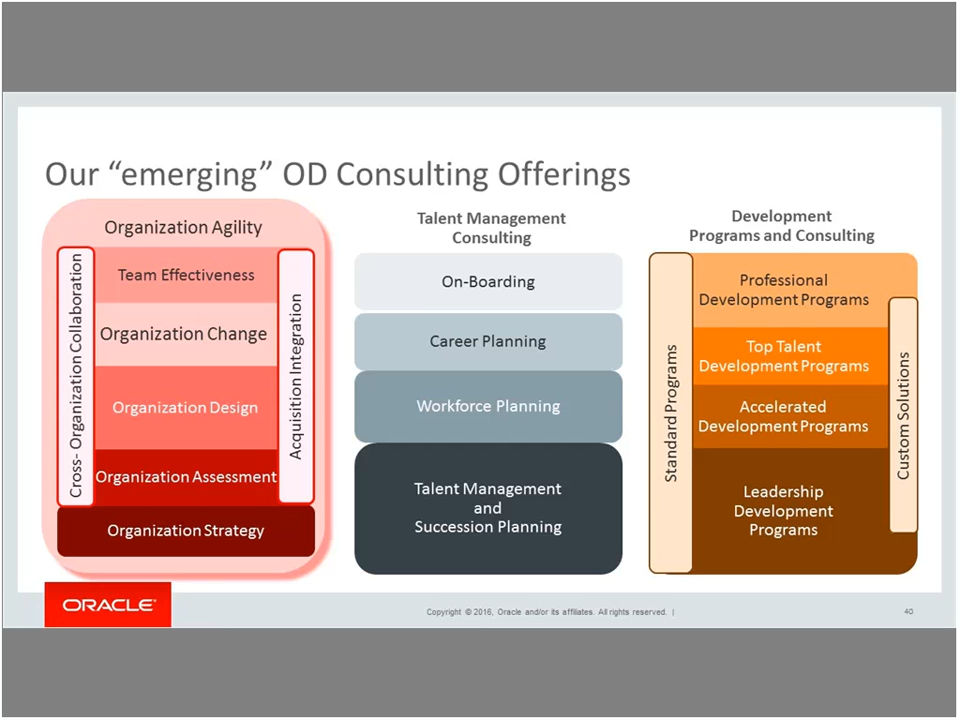 Our “emerging” OD Consulting Offerings
Organization Agility
Cross- Organization Collaboration
Team Effectiveness
Organization Change
Organization Design
Organization Assessment
Acquisition Integration
Organization Strategy
Talent Management
Consulting
On-Boarding
Career Planning
Workforce Planning
Talent Management
and
Succession Planning
Development
Programs and Consulting
Standard Programs
Professional
Development Programs
Top Talent
Development Programs
Accelerated
Development Programs
Leadership
Development
Programs
Custom Solutions
ORACLE®
Copyright © 2016, Oracle and/or its affiliates. All rights reserved. |
40